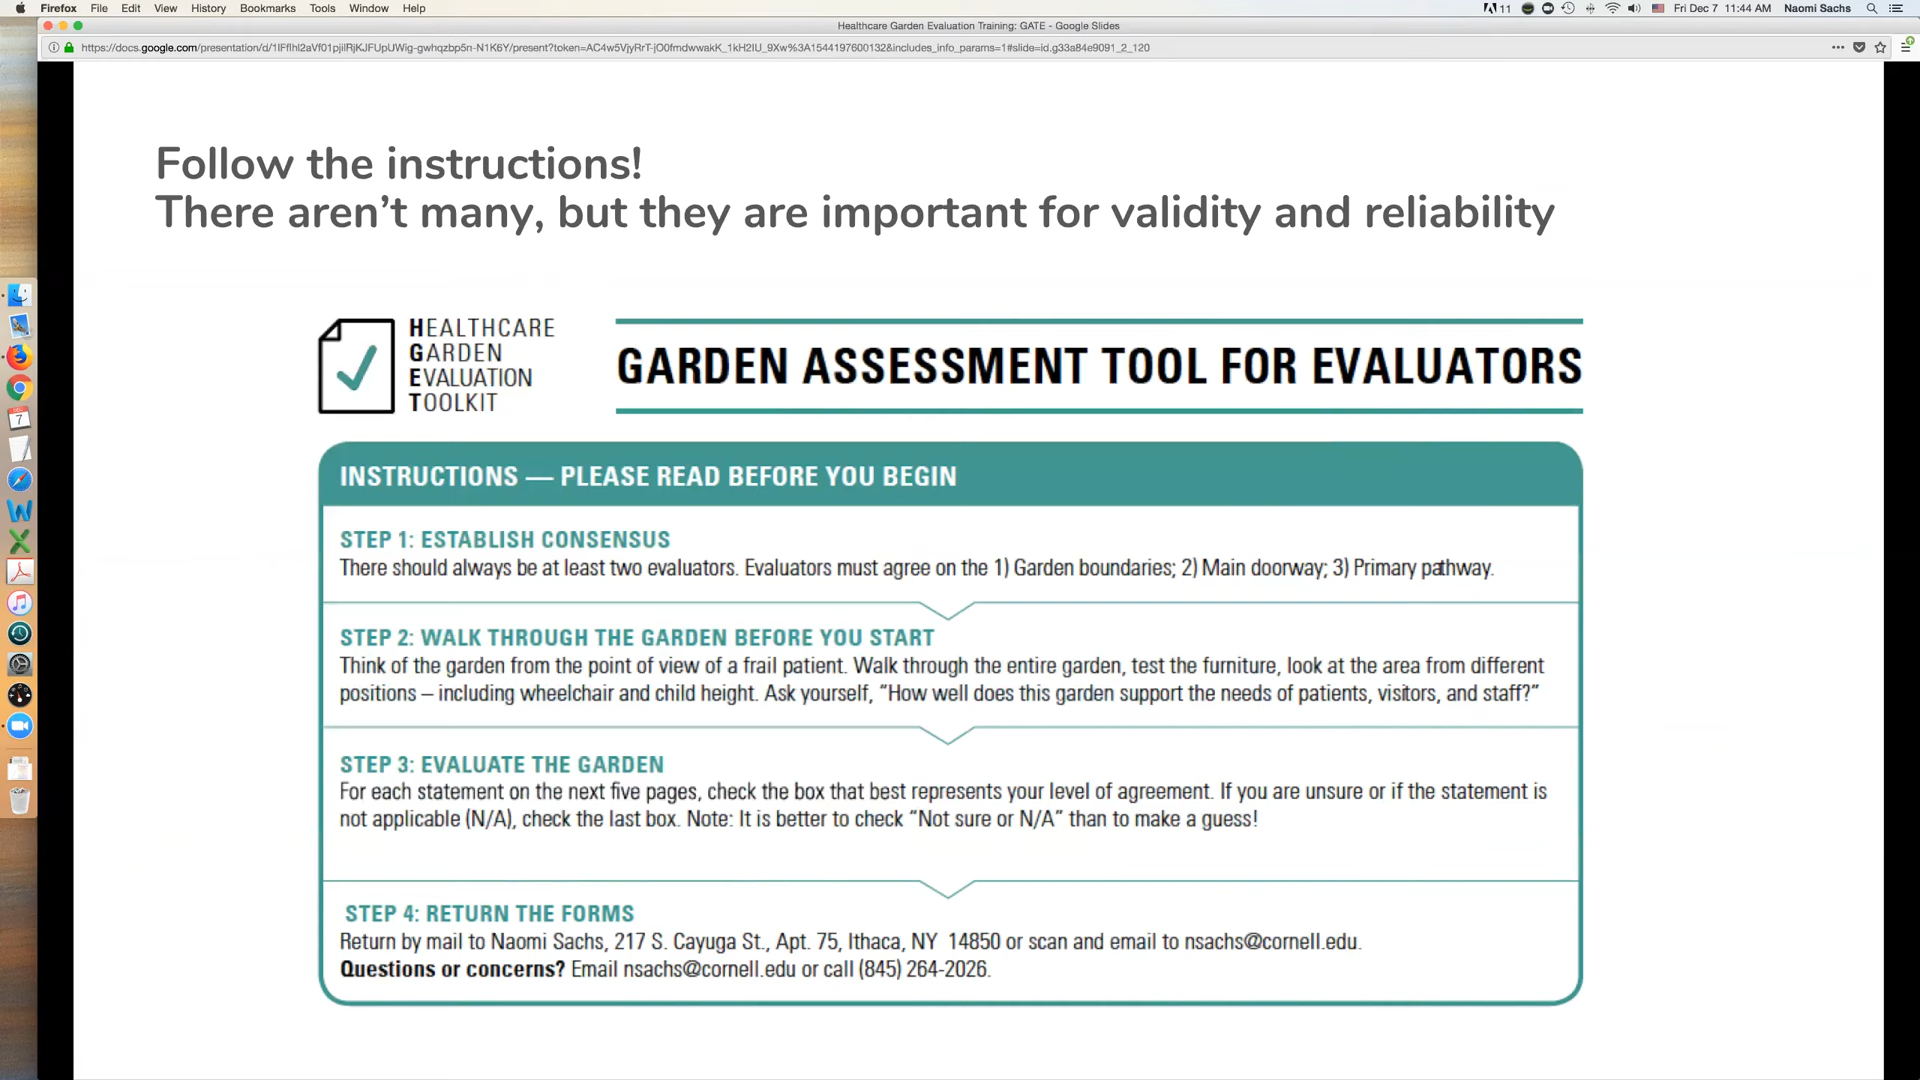 Firefox File Edit View History Bookmarks Tools Window Help 11 Fri Dec 7 11:44 AM Naomi Sachs
Healthcare Garden Evaluation Training: GATE - Google Slides
Follow the instructions!
There aren't many, but they are important for validity and reliability
HEALTHCARE
GARDEN
EVALUATION
TOOLKIT
GARDEN ASSESSMENT TOOL FOR EVALUATORS
INSTRUCTIONS — PLEASE READ BEFORE YOU BEGIN
STEP 1: ESTABLISH CONSENSUS
There should always be at least two evaluators. Evaluators must agree on the 1) Garden boundaries; 2) Main doorway; 3) Primary pathway.
STEP 2: WALK THROUGH THE GARDEN BEFORE YOU START
Think of the garden from the point of view of a frail patient. Walk through the entire garden, test the furniture, look at the area from different
positions – including wheelchair and child height. Ask yourself, “How well does this garden support the needs of patients, visitors, and staff?”
STEP 3: EVALUATE THE GARDEN
For each statement on the next five pages, check the box that best represents your level of agreement. If you are unsure or if the statement is
not applicable (N/A), check the last box. Note: It is better to check “Not sure or N/A” than to make a guess!
STEP 4: RETURN THE FORMS
Return by mail to Naomi Sachs, 217 S. Cayuga St., Apt. 75, Ithaca, NY 14850 or scan and email to nsachs@cornell.edu.
Questions or concerns? Email nsachs@cornell.edu or call (845) 264-2026.